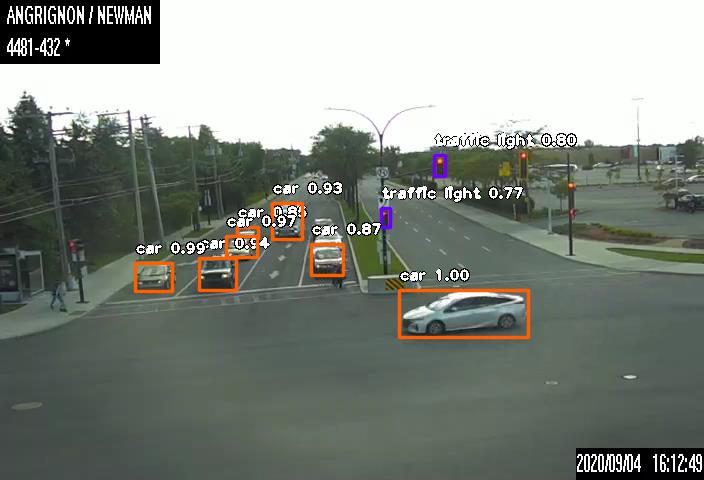 ANGRIGNON / NEWMAN
4481-432 *
traffic light 0.80
car 0.93
traffic light 0.77
car 0.97
car 0.87
car 0.99
car 0.94
car 1.00
2020/09/04 16:12:49